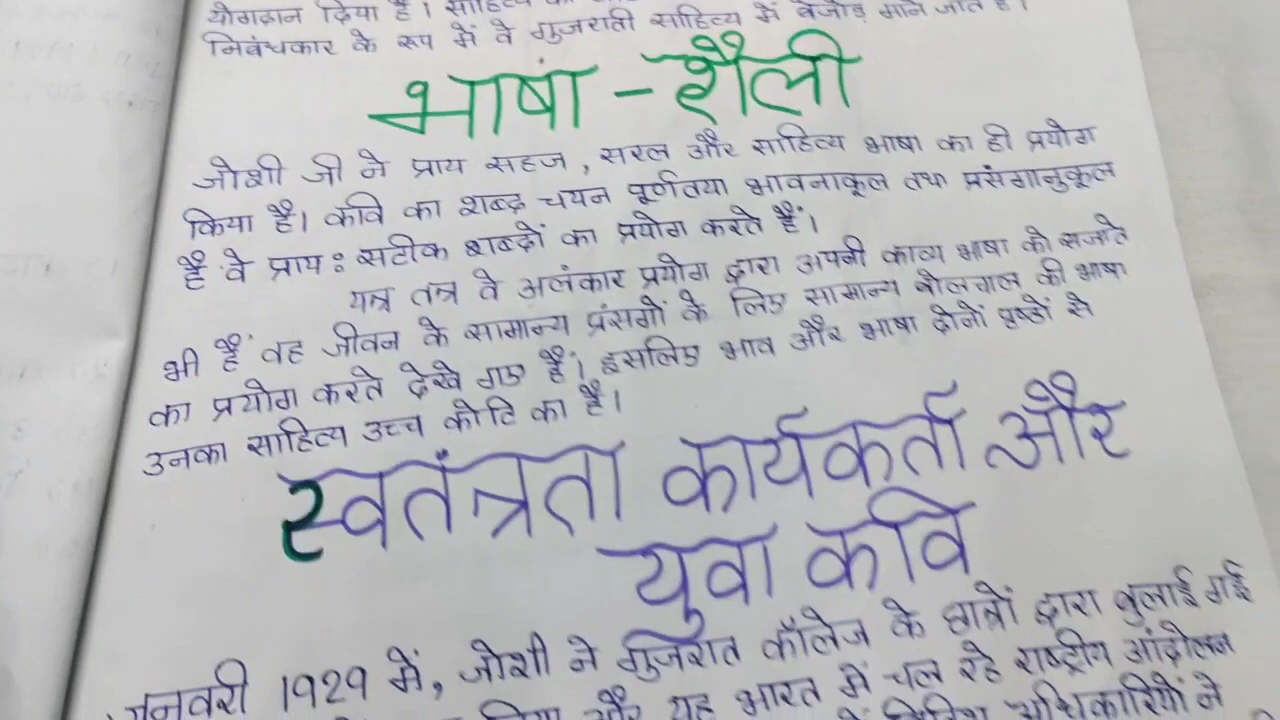 योगदान दिया है। साहित्य
निबंधकार के रूप में वे गुजराती साहित्य में बेजोड़ माने जाते है।
भाषा - शैली
जोशी जी ने प्राय सहज, सरल और साहित्य भाषा का ही प्रयोग
किया है। कवि का शब्द चयन पूर्णतया भावनाकूल तथा प्रसंगानुकूल
है वे प्रायः सटीक शब्दों का प्रयोग करते हैं।
यत्र तत्र वे अलंकार प्रयोग द्वारा अपनी काव्य भाषा को सजाते
भी हैं वह जीवन के सामान्य प्रंसगों के लिए सामान्य बोलचाल की भाषा
का प्रयोग करते देखे गए हैं। इसलिए भाव और भाषा दोनों पृष्ठों से
उनका साहित्य उच्च कोटि का है।
स्वतंत्रता कार्यकर्ता और
युवा कवि
जनवरी 1929 में, जोशी ने गुजरात कॉलेज के छात्रों द्वारा बुलाई गई
और यह भारत में चल रहे राष्ट्रीय आंदोलन
ब्रिटिश अधिकारियों ने